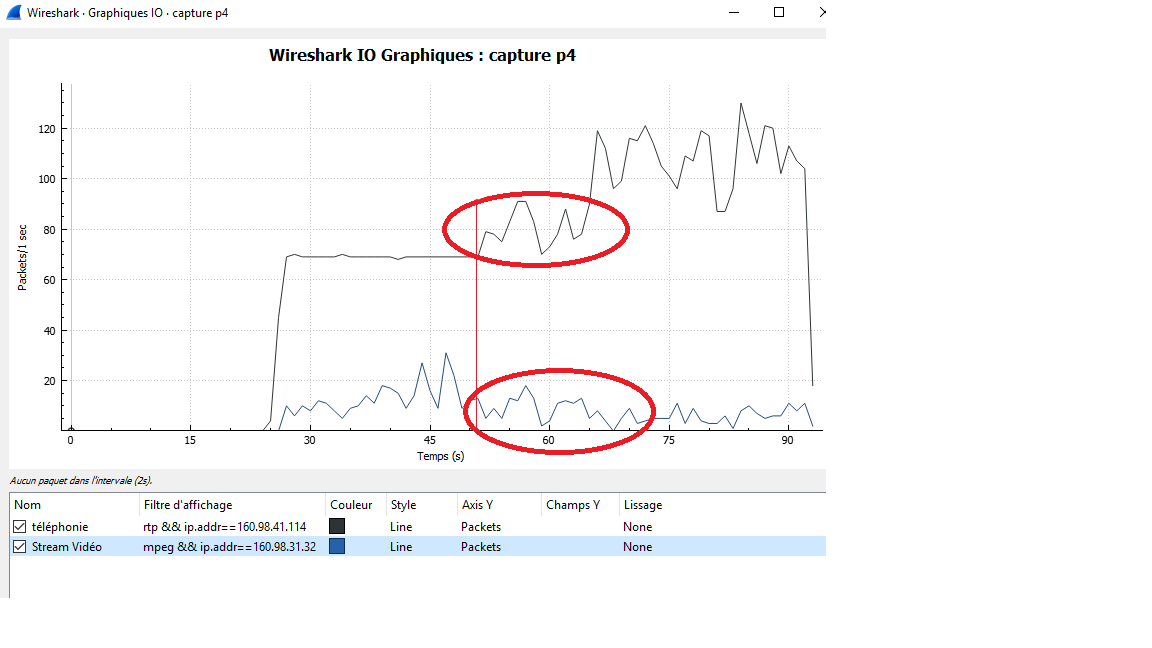 Wireshark · Graphiques IO · capture p4
Wireshark IO Graphiques : capture p4
Packets/1 sec
120
100
80
60
40
20
0 15 30 45 60 75 90
Temps (s)
Aucun paquet dans l'intervale (2s).
Nom Filtre d'affichage Couleur Style Axis Y Champs Y Lissage
téléphonie rtp && ip.addr==160.98.41.114 Line Packets None
Stream Vidéo mpeg && ip.addr==160.98.31.32 Line Packets None